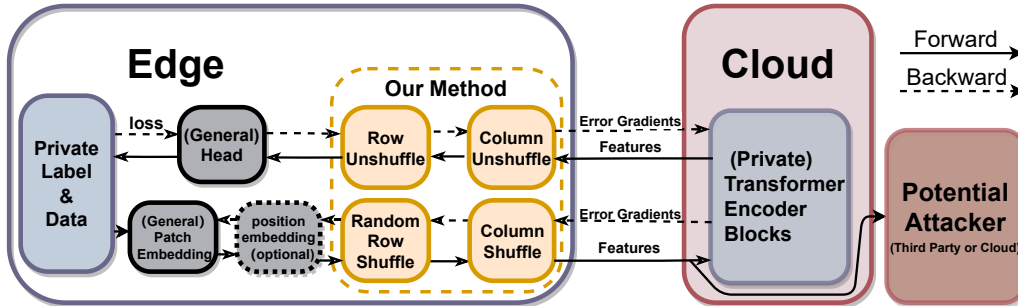 Edge
Cloud
Forward
Backward
Our Method
Private
Label
&
Data
loss
(General)
Head
Row
Unshuffle
Column
Unshuffle
Error Gradients
Features
(Private)
Transformer
Encoder
Blocks
Potential
Attacker
(Third Party or Cloud)
(General)
Patch
Embedding
position
embedding
(optional)
Random
Row
Shuffle
Column
Shuffle
Error Gradients
Features